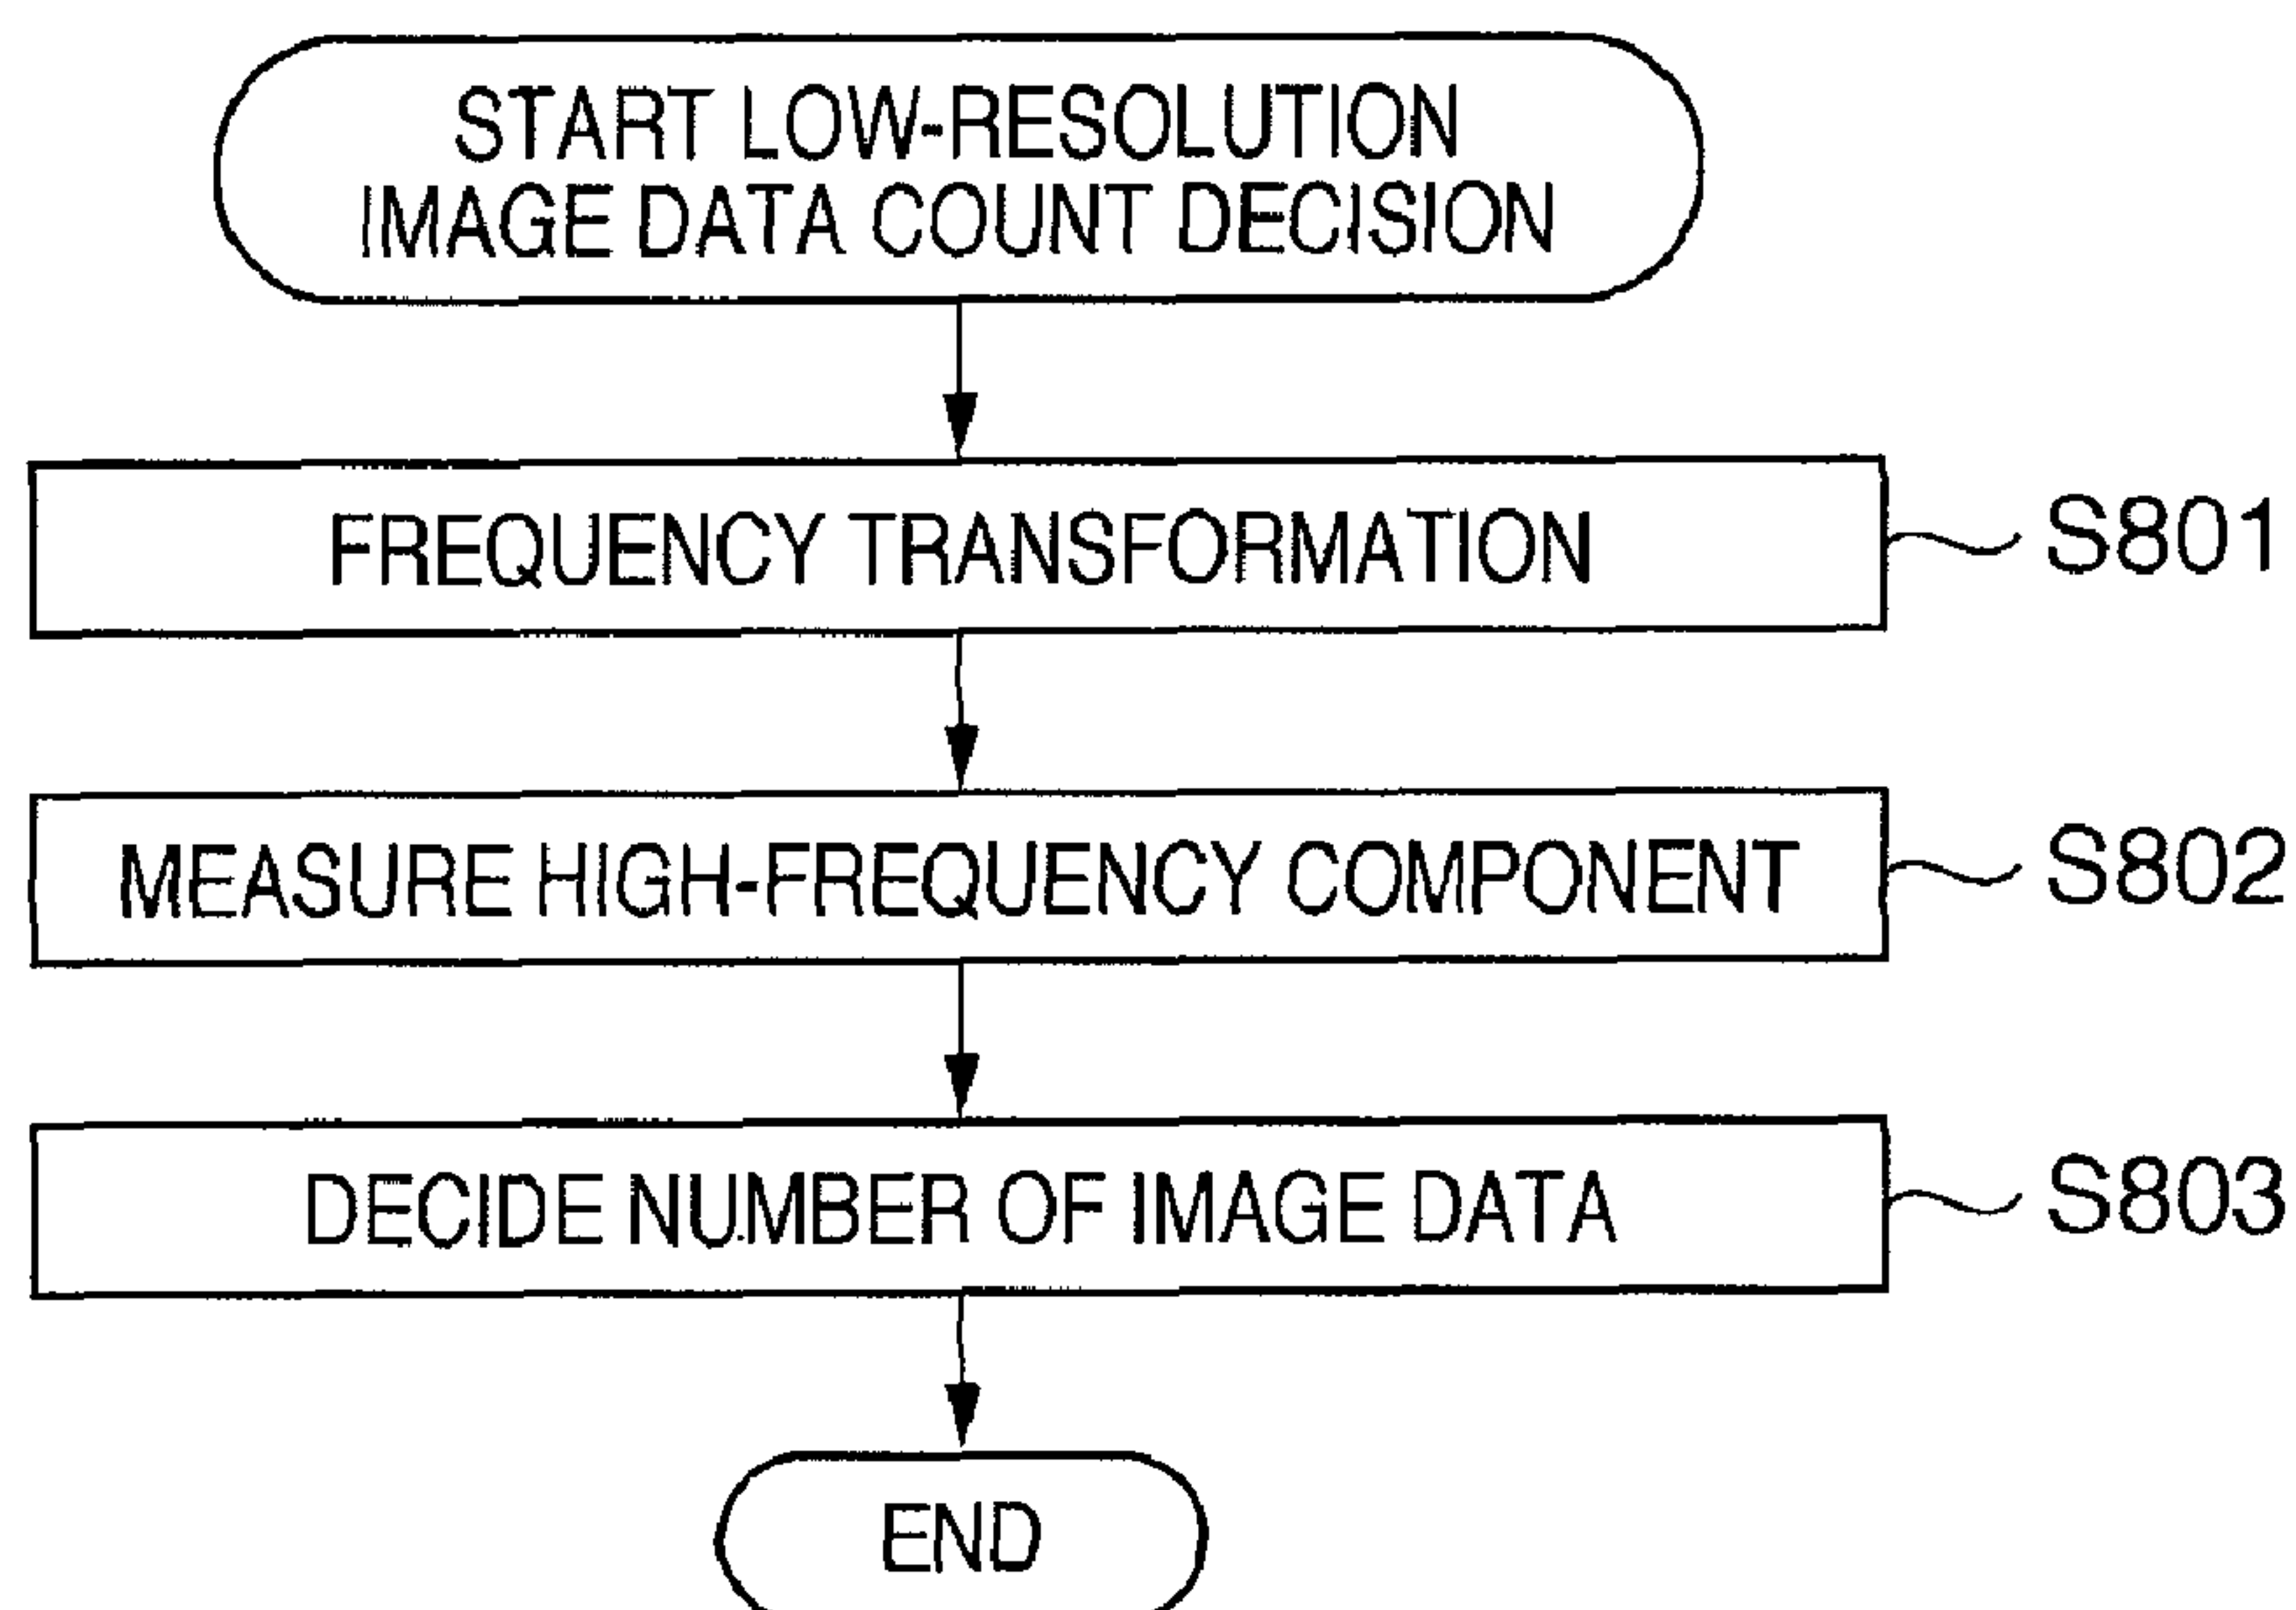 START LOW-RESOLUTION
IMAGE DATA COUNT DECISION
FREQUENCY TRANSFORMATION
S801
MEASURE HIGH-FREQUENCY COMPONENT
S802
DECIDE NUMBER OF IMAGE DATA
S803
END